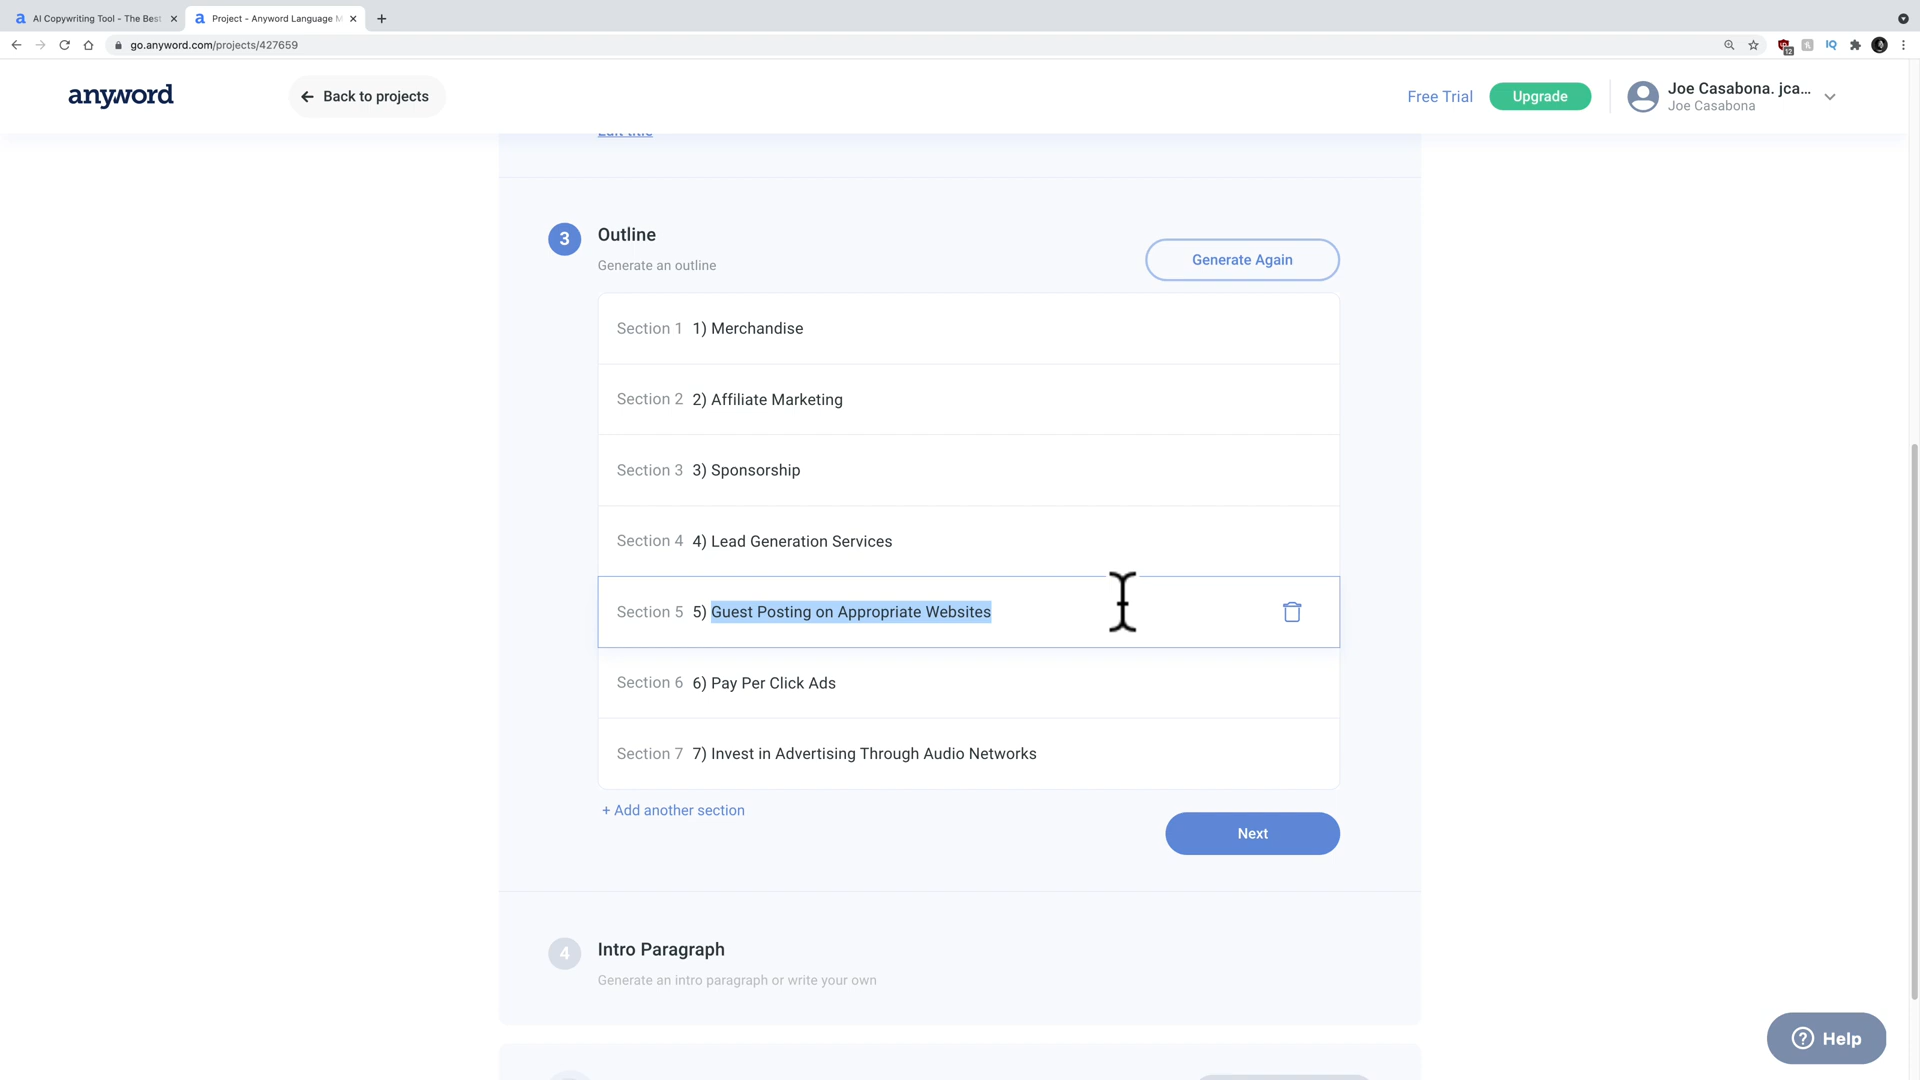 AI Copywriting Tool - The Best
Project - Anyword Language M
go.anyword.com/projects/427659
12
IQ
anyword
Back to projects
Free Trial
Upgrade
Joe Casabona. jca...
Joe Casabona
Edit title
3
Outline
Generate an outline
Generate Again
Section 1 1) Merchandise
Section 2 2) Affiliate Marketing
Section 3 3) Sponsorship
Section 4 4) Lead Generation Services
Section 5 5) Guest Posting on Appropriate Websites
Section 6 6) Pay Per Click Ads
Section 7 7) Invest in Advertising Through Audio Networks
+ Add another section
Next
4
Intro Paragraph
Generate an intro paragraph or write your own
Help